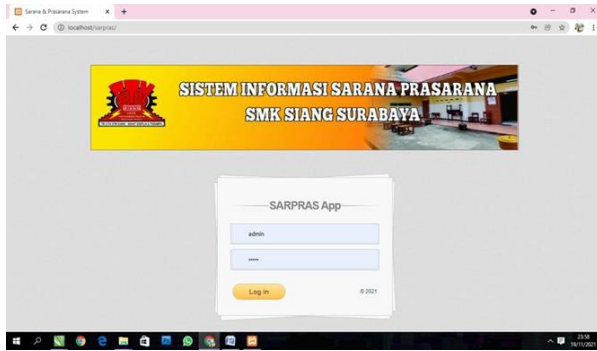 Sarana & Prasarana System
localhost/sarpras/
SISTEM INFORMASI SARANA PRASARANA
SMK SIANG SURABAYA
SARPRAS App
admin
•••••
Log in
© 2021
23.58
19/11/2021